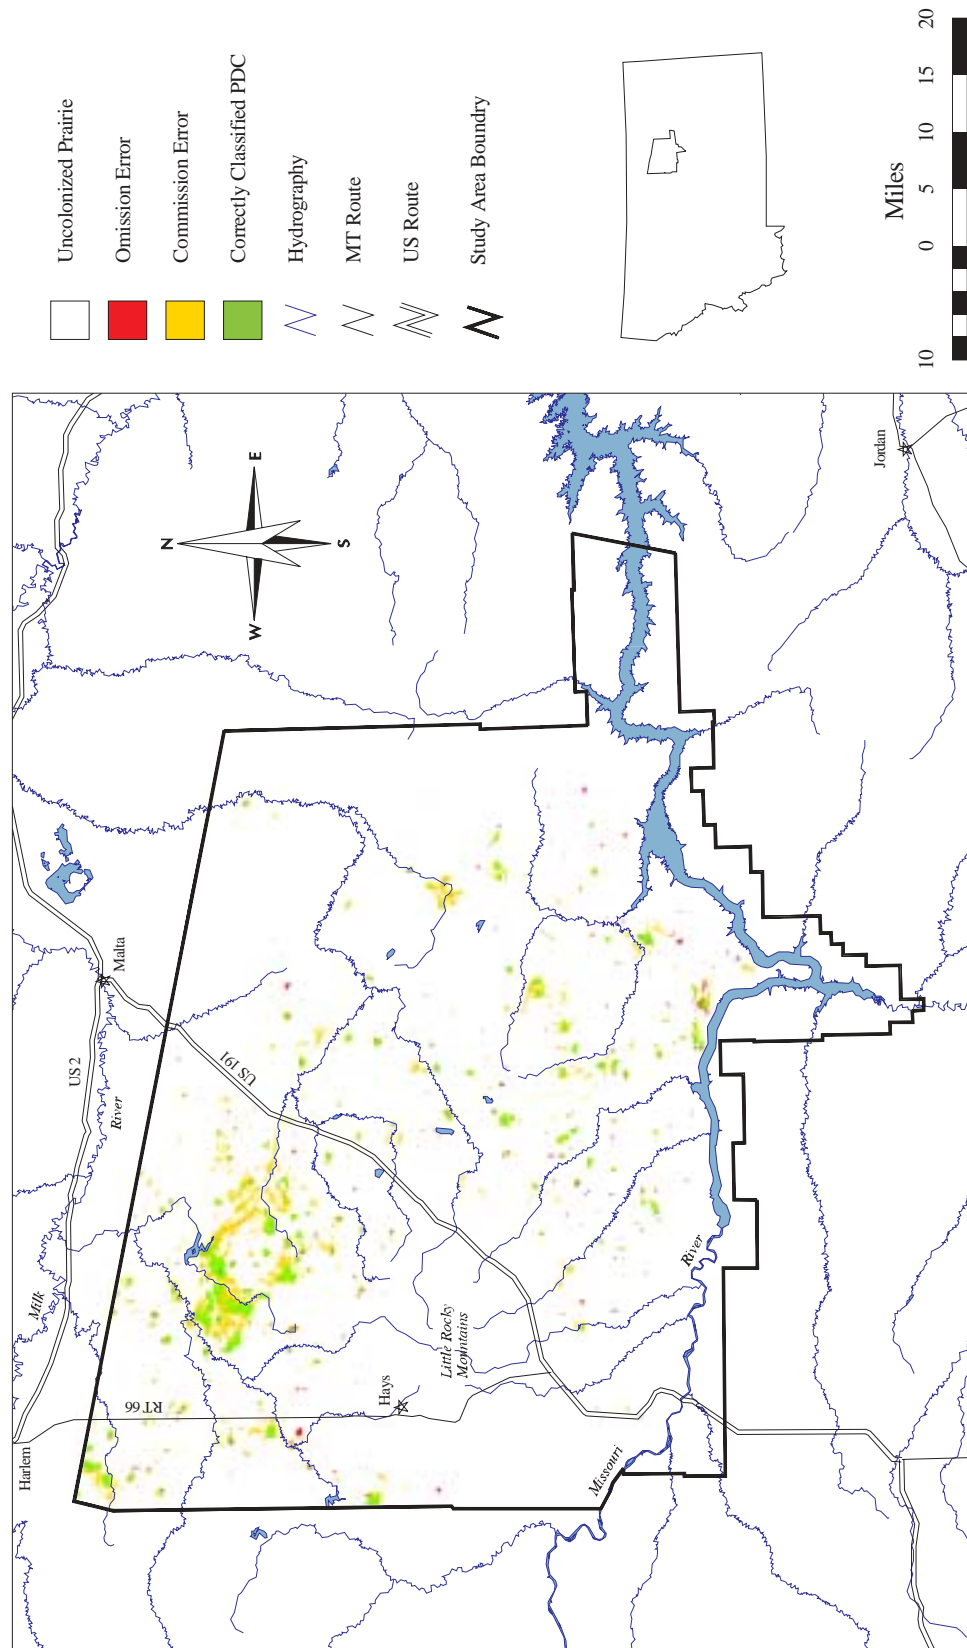 Uncolonized Prairie
Omission Error
Commission Error
Correctly Classified PDC
Hydrography
MT Route
US Route
Study Area Boundry
Miles
10 0 5 10 15 20
N
W E
S
Harlem
Milk
River
US 2
Malta
US 191
RT 66
Hays
Little Rocky
Mountains
Missouri
River
Jordan